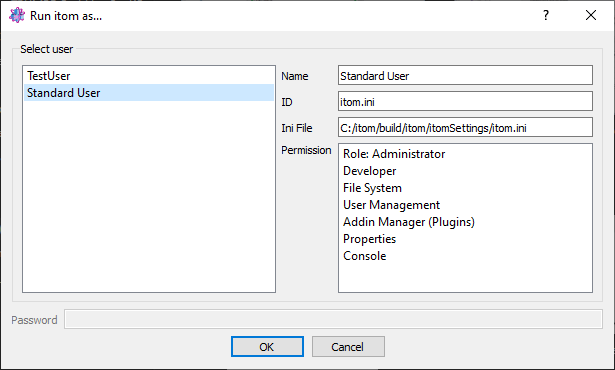 Run itom as...
?
Select user
TestUser
Standard User
Name
Standard User
ID
itom.ini
Ini File
C:/itom/build/itom/itomSettings/itom.ini
Permission
Role: Administrator
Developer
File System
User Management
Addin Manager (Plugins)
Properties
Console
Password
OK
Cancel